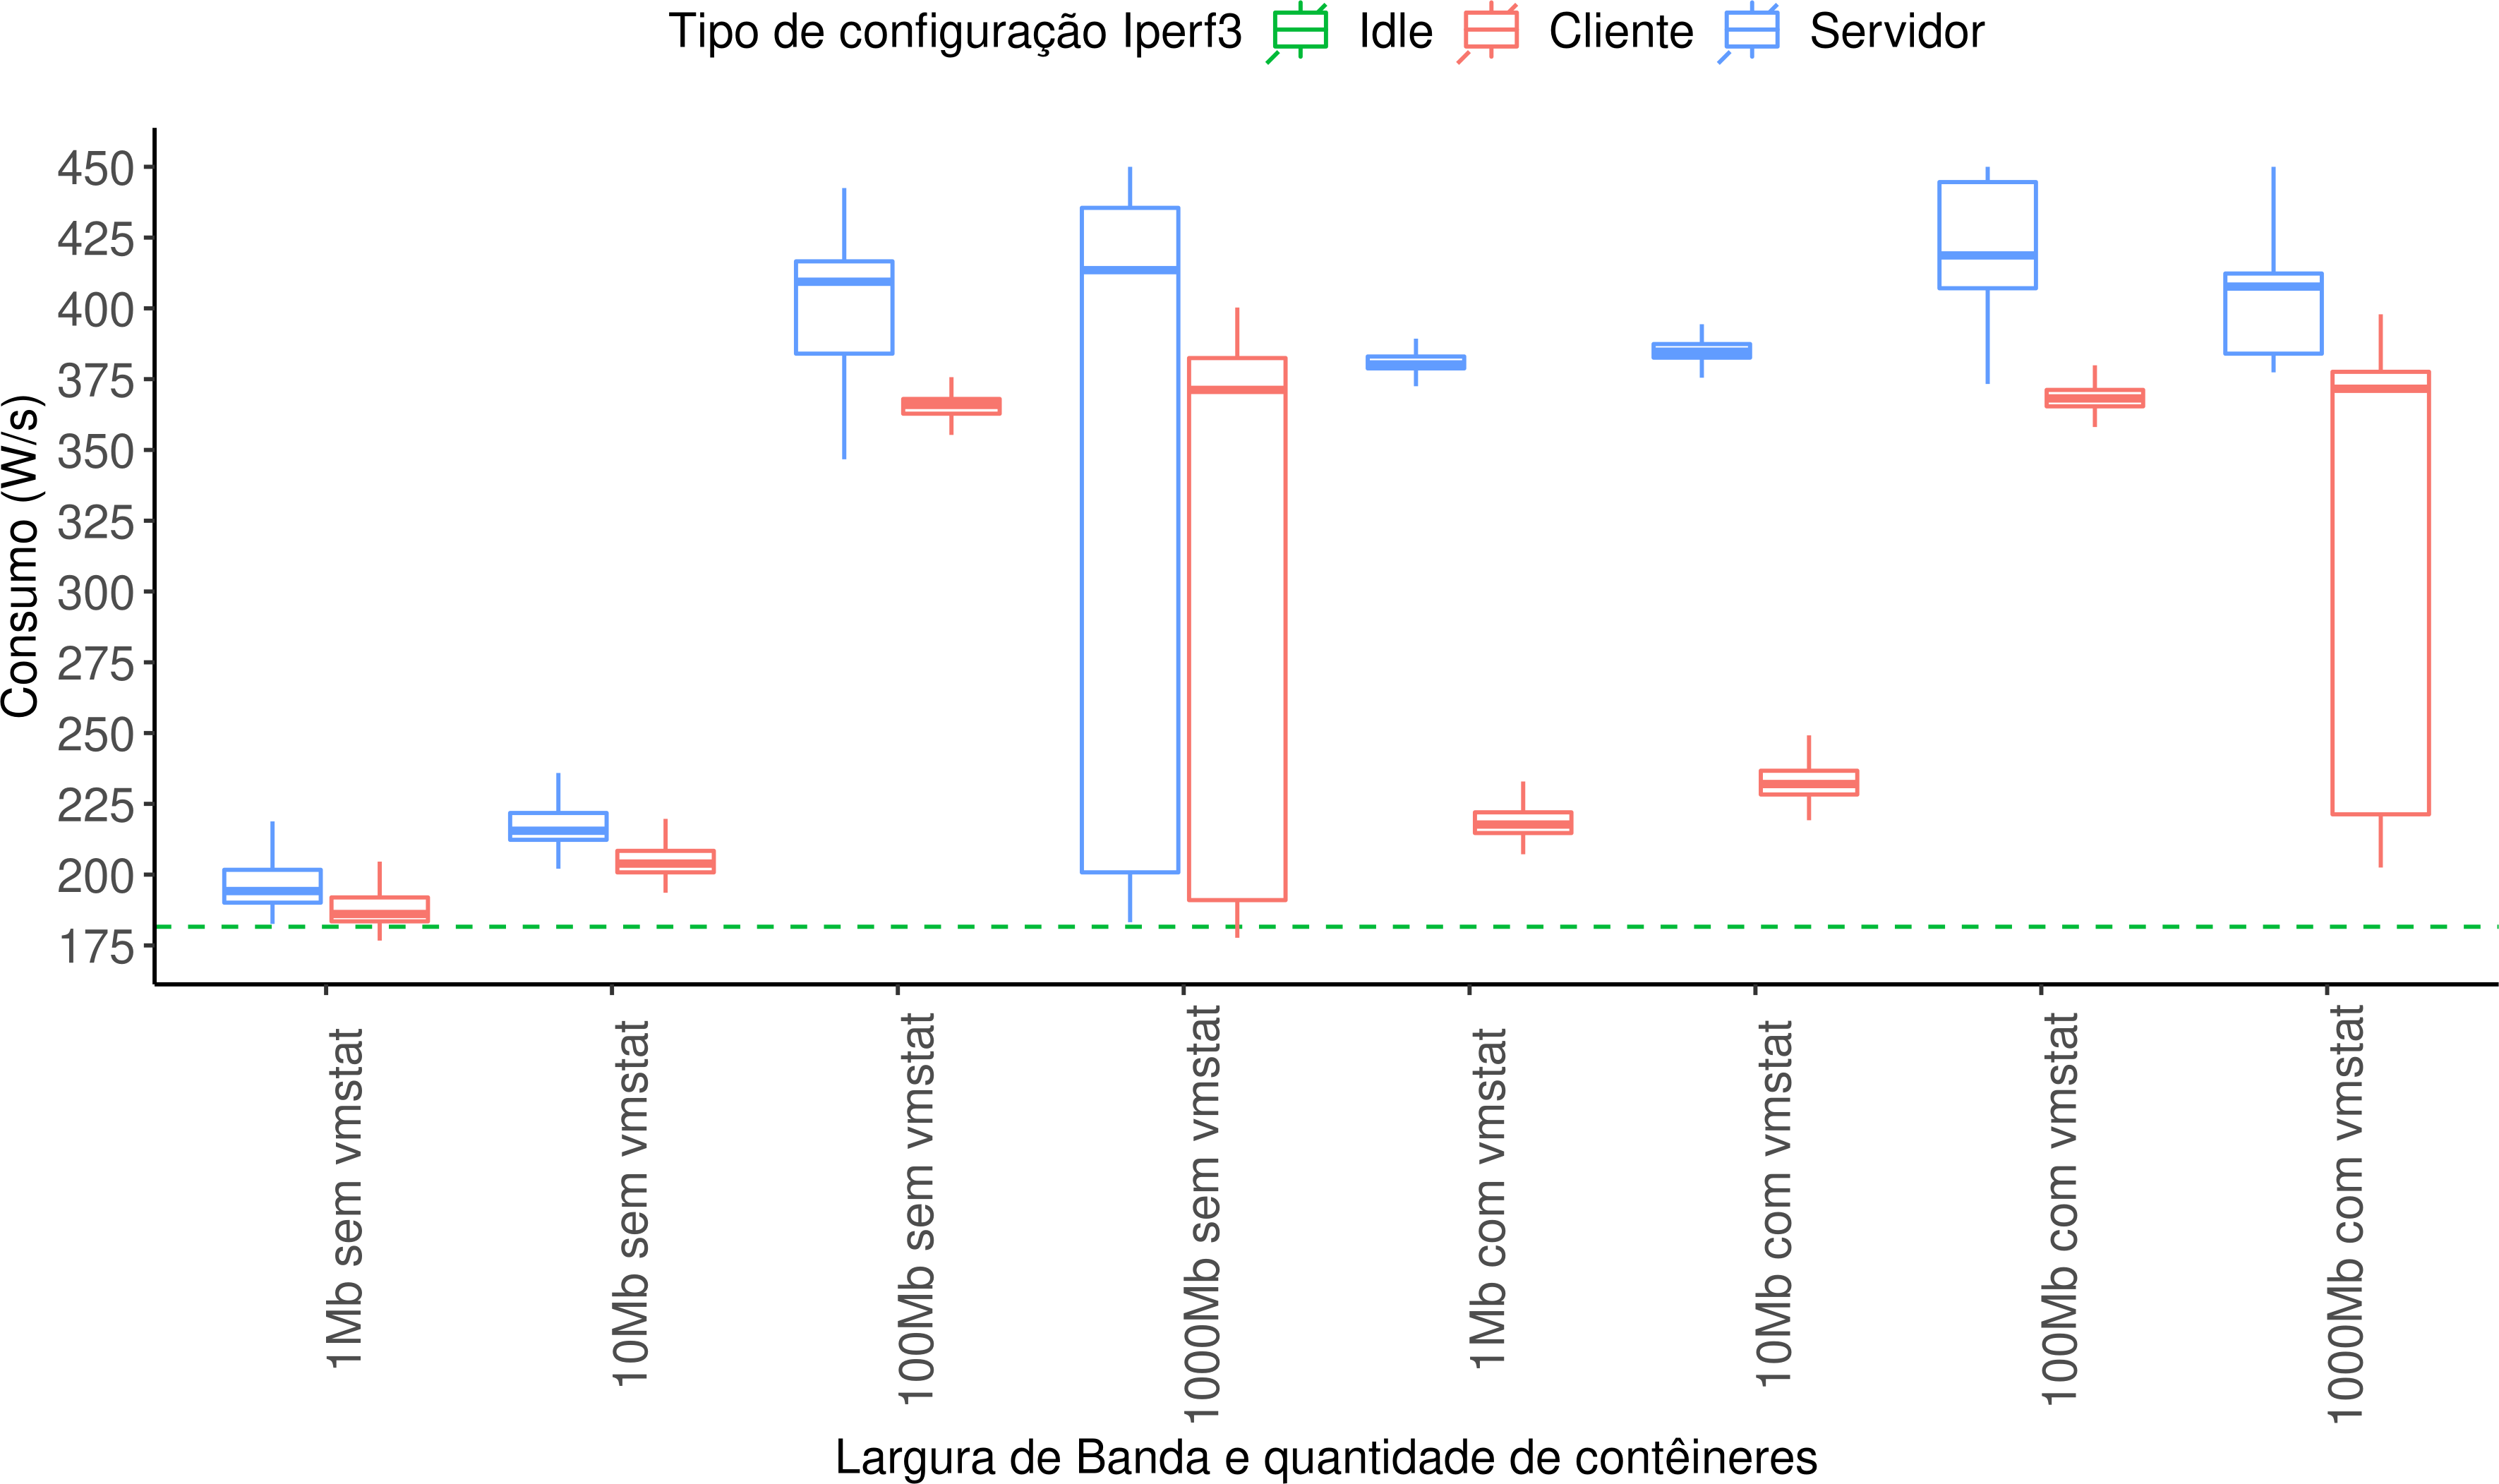 Tipo de configuração Iperf3 Idle Cliente Servidor
Consumo (W/s)
450
425
400
375
350
325
300
275
250
225
200
175
1Mb sem vmstat
10Mb sem vmstat
100Mb sem vmstat
1000Mb sem vmstat
1Mb com vmstat
10Mb com vmstat
100Mb com vmstat
1000Mb com vmstat
Largura de Banda e quantidade de contêineres